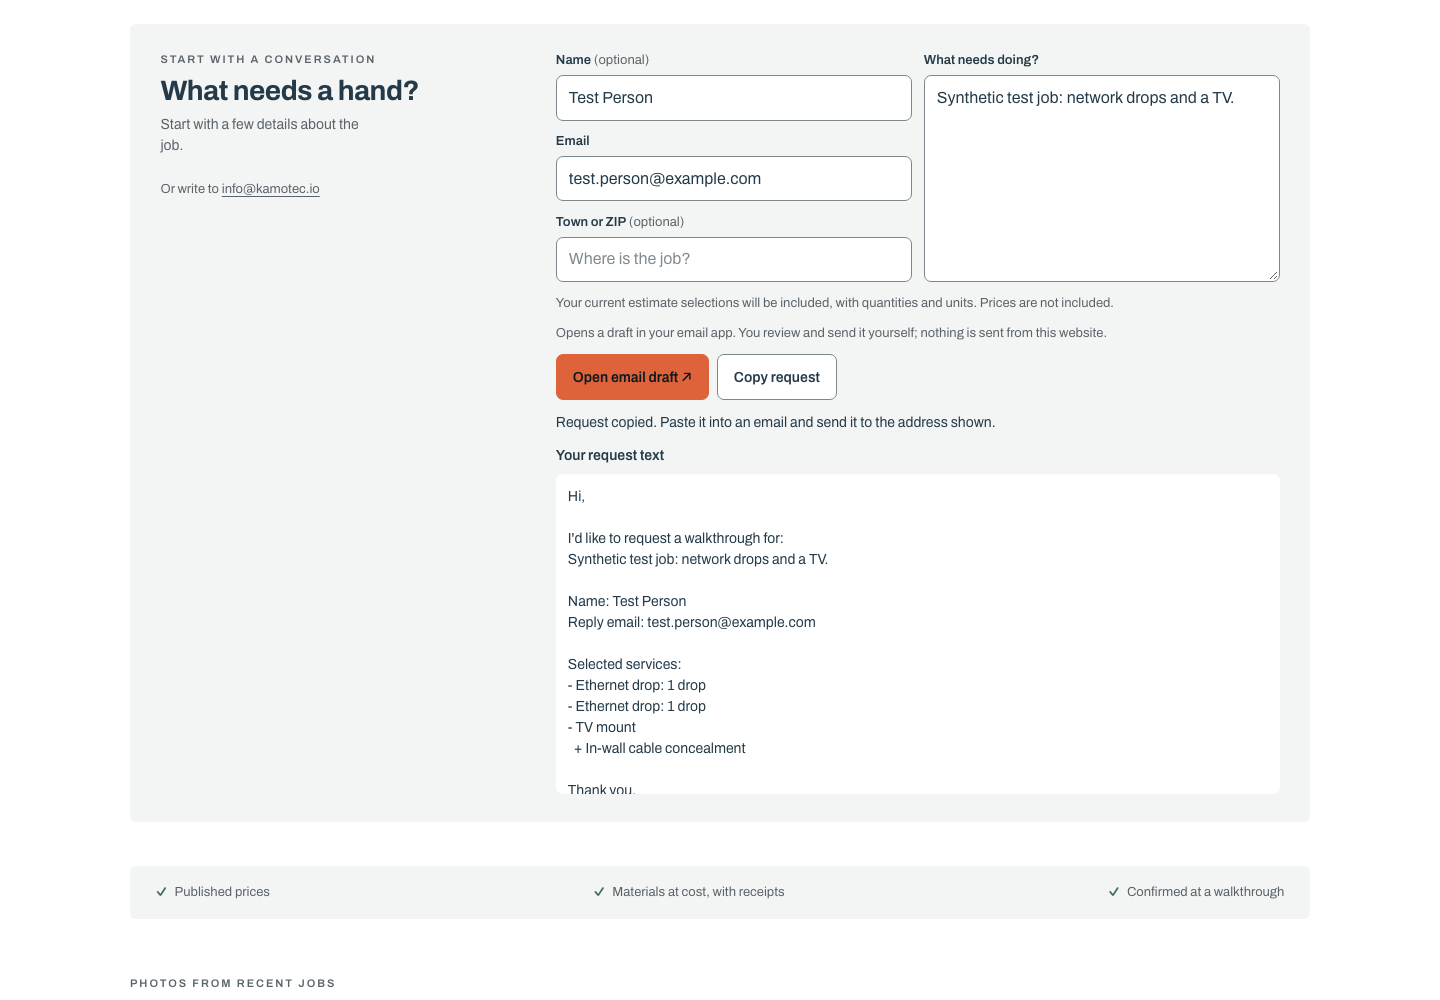 START WITH A CONVERSATION
What needs a hand?
Start with a few details about the
job.
Or write to info@kamotec.io
Name (optional)
Test Person
Email
test.person@example.com
Town or ZIP (optional)
Where is the job?
What needs doing?
Synthetic test job: network drops and a TV.
Your current estimate selections will be included, with quantities and units. Prices are not included.
Opens a draft in your email app. You review and send it yourself; nothing is sent from this website.
Open email draft ↗
Copy request
Request copied. Paste it into an email and send it to the address shown.
Your request text
Hi,
I'd like to request a walkthrough for:
Synthetic test job: network drops and a TV.
Name: Test Person
Reply email: test.person@example.com
Selected services:
- Ethernet drop: 1 drop
- Ethernet drop: 1 drop
- TV mount
+ In-wall cable concealment
Thank you.
✓ Published prices
✓ Materials at cost, with receipts
✓ Confirmed at a walkthrough
PHOTOS FROM RECENT JOBS